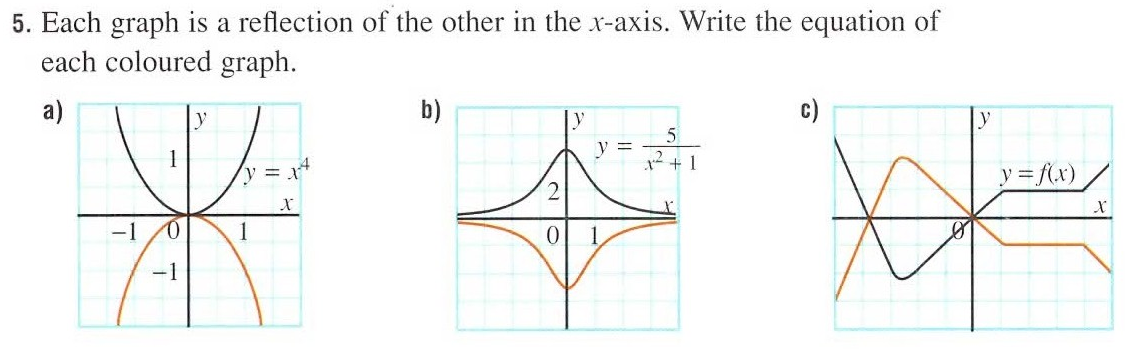 5. Each graph is a reflection of the other in the x-axis. Write the equation of
each coloured graph.
a)
y
1
y = x⁴
x
−1
0
1
−1
b)
y
y = 5/(x² + 1)
2
x
0
1
c)
y
y = f(x)
x
0